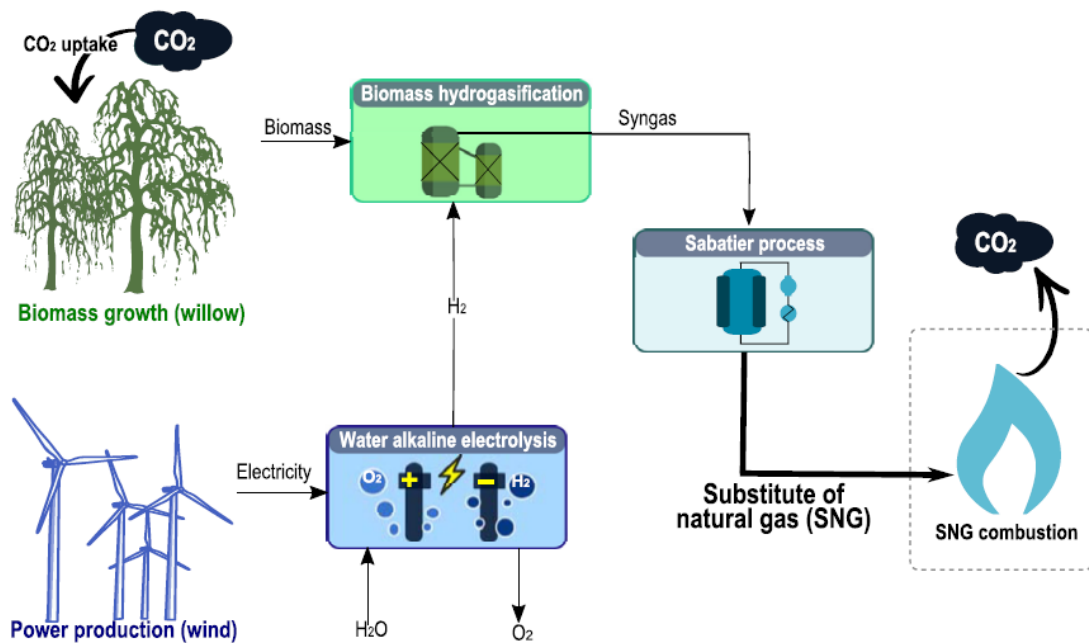 CO₂ uptake
CO₂
Biomass growth (willow)
Biomass
Biomass hydrogasification
Syngas
Sabatier process
CO₂
H₂
Power production (wind)
Electricity
Water alkaline electrolysis
O₂
+
−
H₂
H₂O
O₂
Substitute of
natural gas (SNG)
SNG combustion